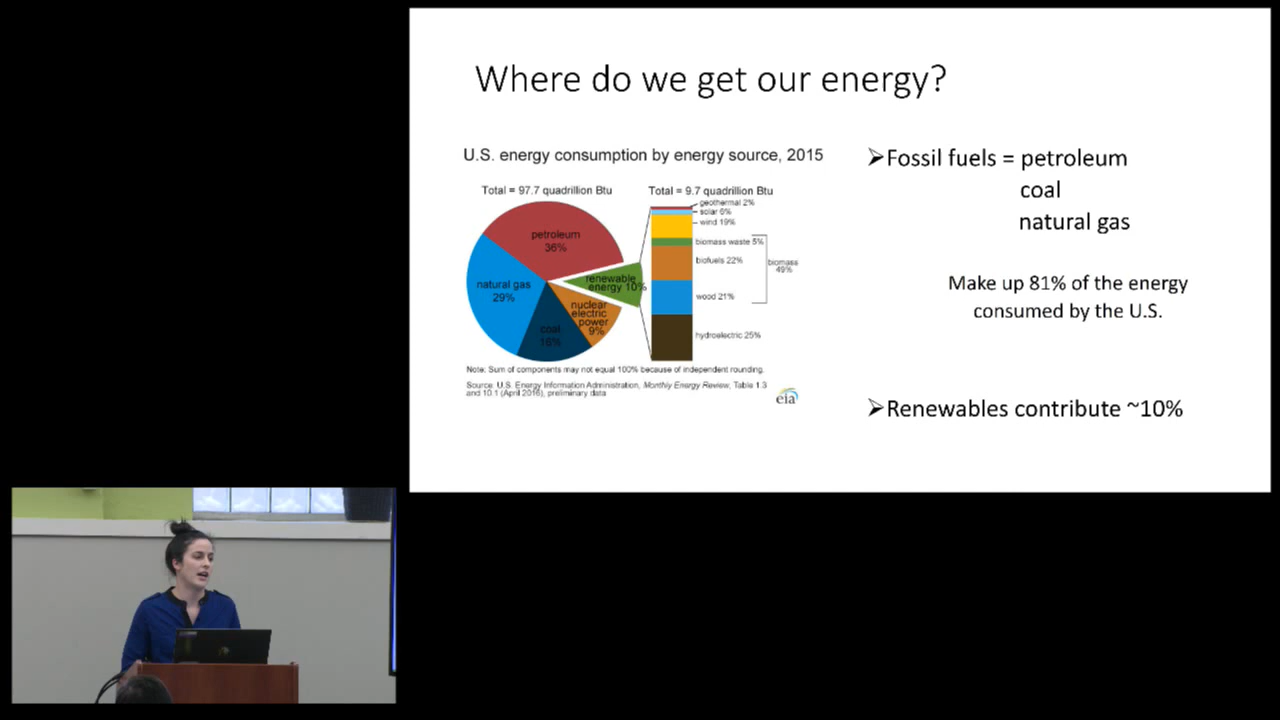 Where do we get our energy?
U.S. energy consumption by energy source, 2015
Total = 97.7 quadrillion Btu
Total = 9.7 quadrillion Btu
petroleum
36%
natural gas
29%
coal
16%
nuclear
electric
power
9%
renewable
energy 10%
geothermal 2%
solar 6%
wind 19%
biomass waste 5%
biofuels 22%
wood 21%
hydroelectric 25%
biomass
49%
Note: Sum of components may not equal 100% because of independent rounding.
Source: U.S. Energy Information Administration, Monthly Energy Review, Table 1.3
and 10.1 (April 2016), preliminary data
eia
➢Fossil fuels = petroleum
coal
natural gas
Make up 81% of the energy
consumed by the U.S.
➢Renewables contribute ~10%